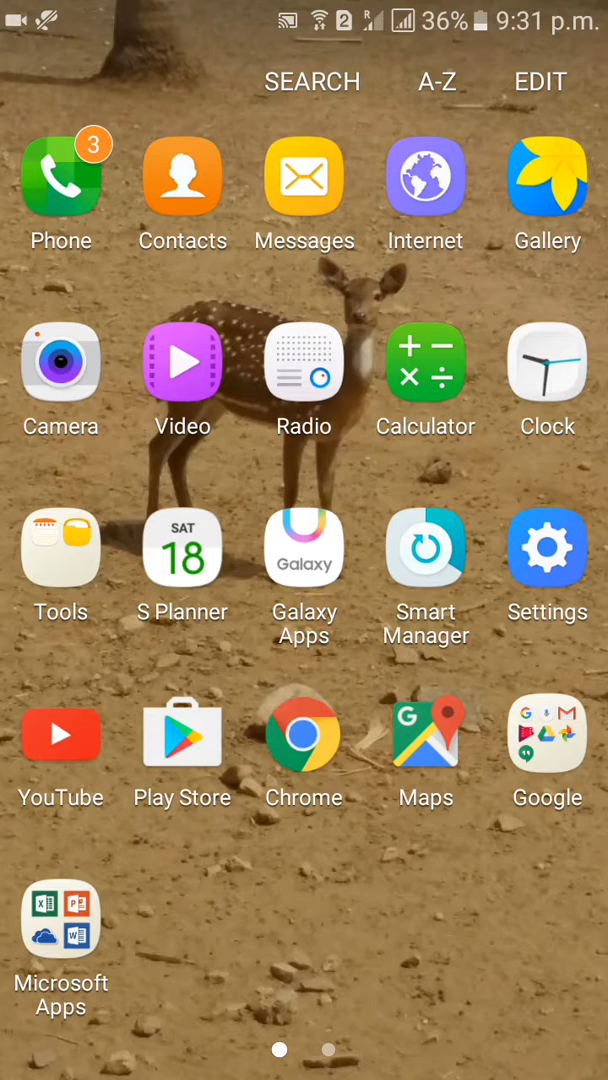 2 R 36% 9:31 p.m.
SEARCH A-Z EDIT
3
Phone Contacts Messages Internet Gallery
Camera Video Radio Calculator Clock
SAT
18
Galaxy
Tools S Planner Galaxy Apps Smart Manager Settings
G
YouTube Play Store Chrome Maps Google
Microsoft
Apps